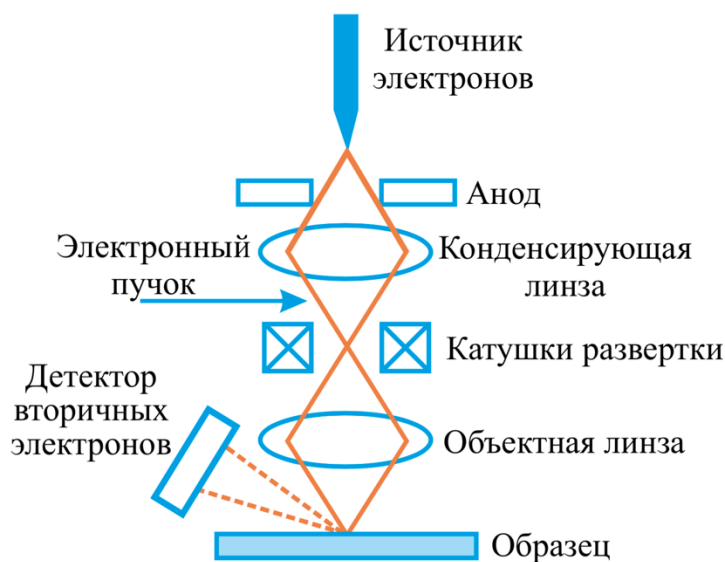 Источник
электронов
Анод
Электронный
пучок
Конденсирующая
линза
Катушки развертки
Детектор
вторичных
электронов
Объектная линза
Образец